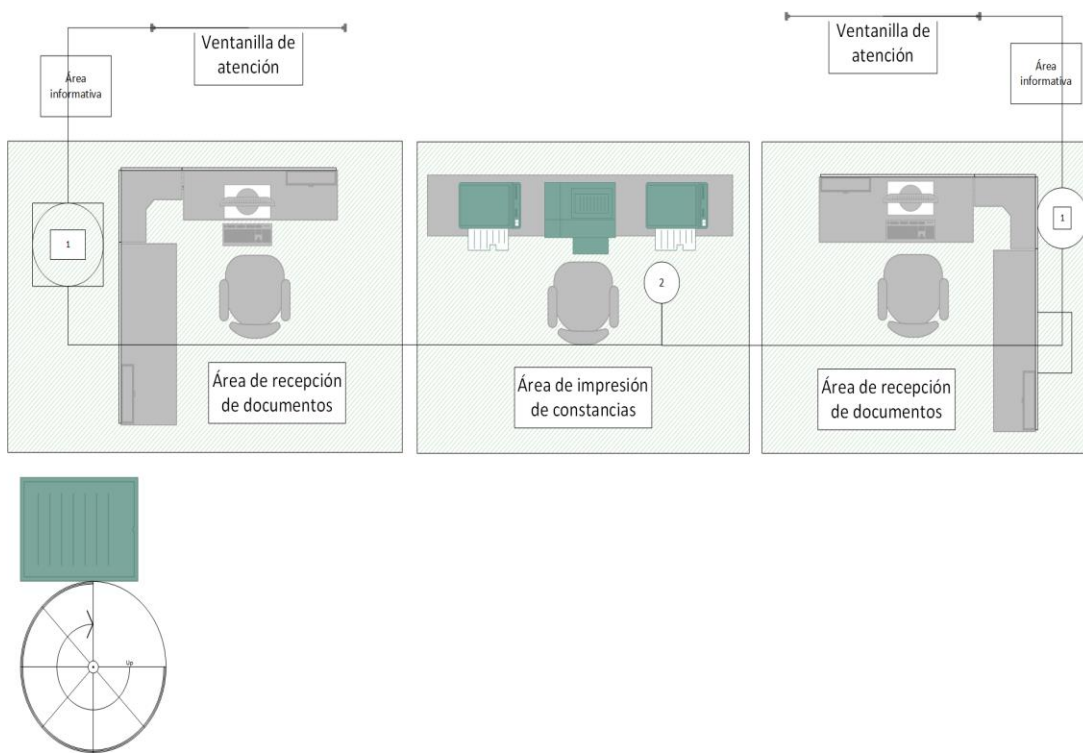 Ventanilla de
atención
Ventanilla de
atención
Área
informativa
Área
informativa
1
1
2
Área de recepción
de documentos
Área de impresión
de constancias
Área de recepción
de documentos
Up